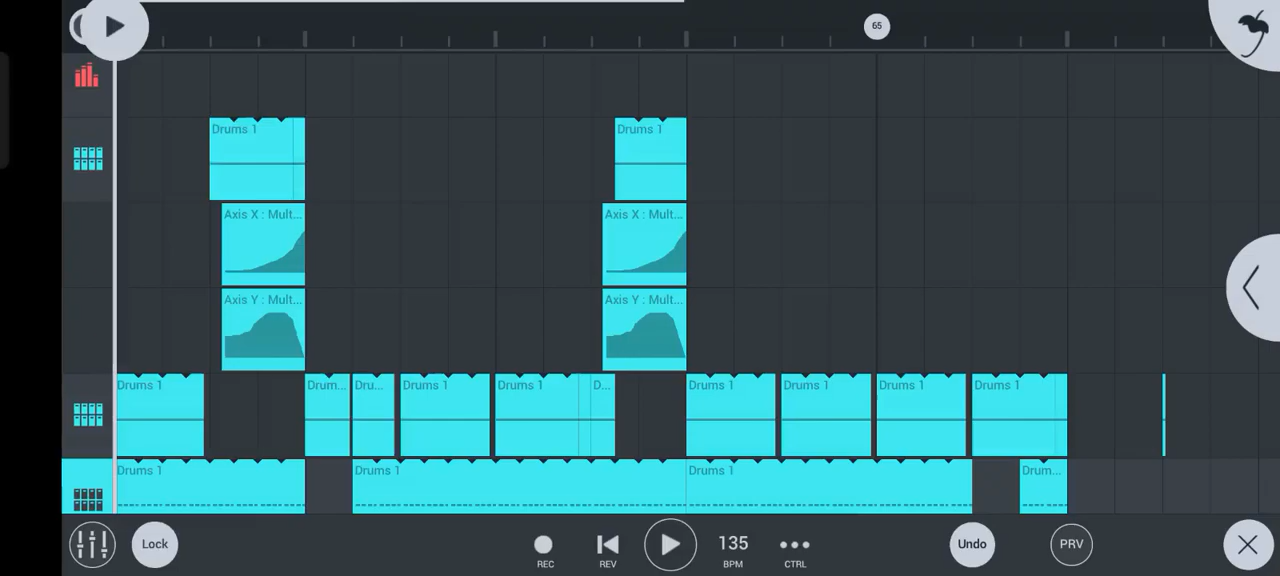 65
Drums 1
Drums 1
Axis X : Mult...
Axis X : Mult...
Axis Y : Mult...
Axis Y : Mult...
Drums 1
Drum...
Dru...
Drums 1
Drums 1
D...
Drums 1
Drums 1
Drums 1
Drums 1
Drums 1
Drums 1
Drums 1
Drum...
Lock
REC
REV
135
BPM
CTRL
Undo
PRV